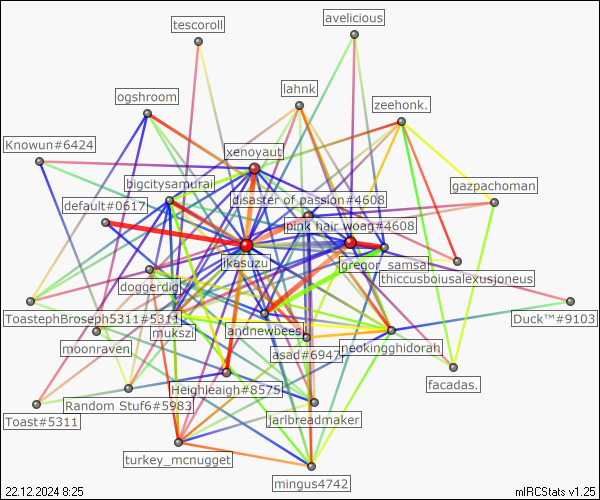 tescoroll
avelicious
lahnk
ogshroom
zeehonk.
Knowun#6424
xenoyaut
bigcitysamurai
gazpachoman
disaster of passion#4608
default#0617
pink hair woag#4608
ikasuzu
gregor_samsa
thiccusboiusalexusjoneus
doggerdig
ToastephBroseph5311#5311
Duck™#9103
mukszi
andnewbees
moonraven
asad#6947
neokingghidorah
facadas.
Heighleaigh#8575
Random Stuf6#5983
Toast#5311
jarlbreadmaker
turkey_mcnugget
mingus4742
22.12.2024 8:25
mIRCStats v1.25